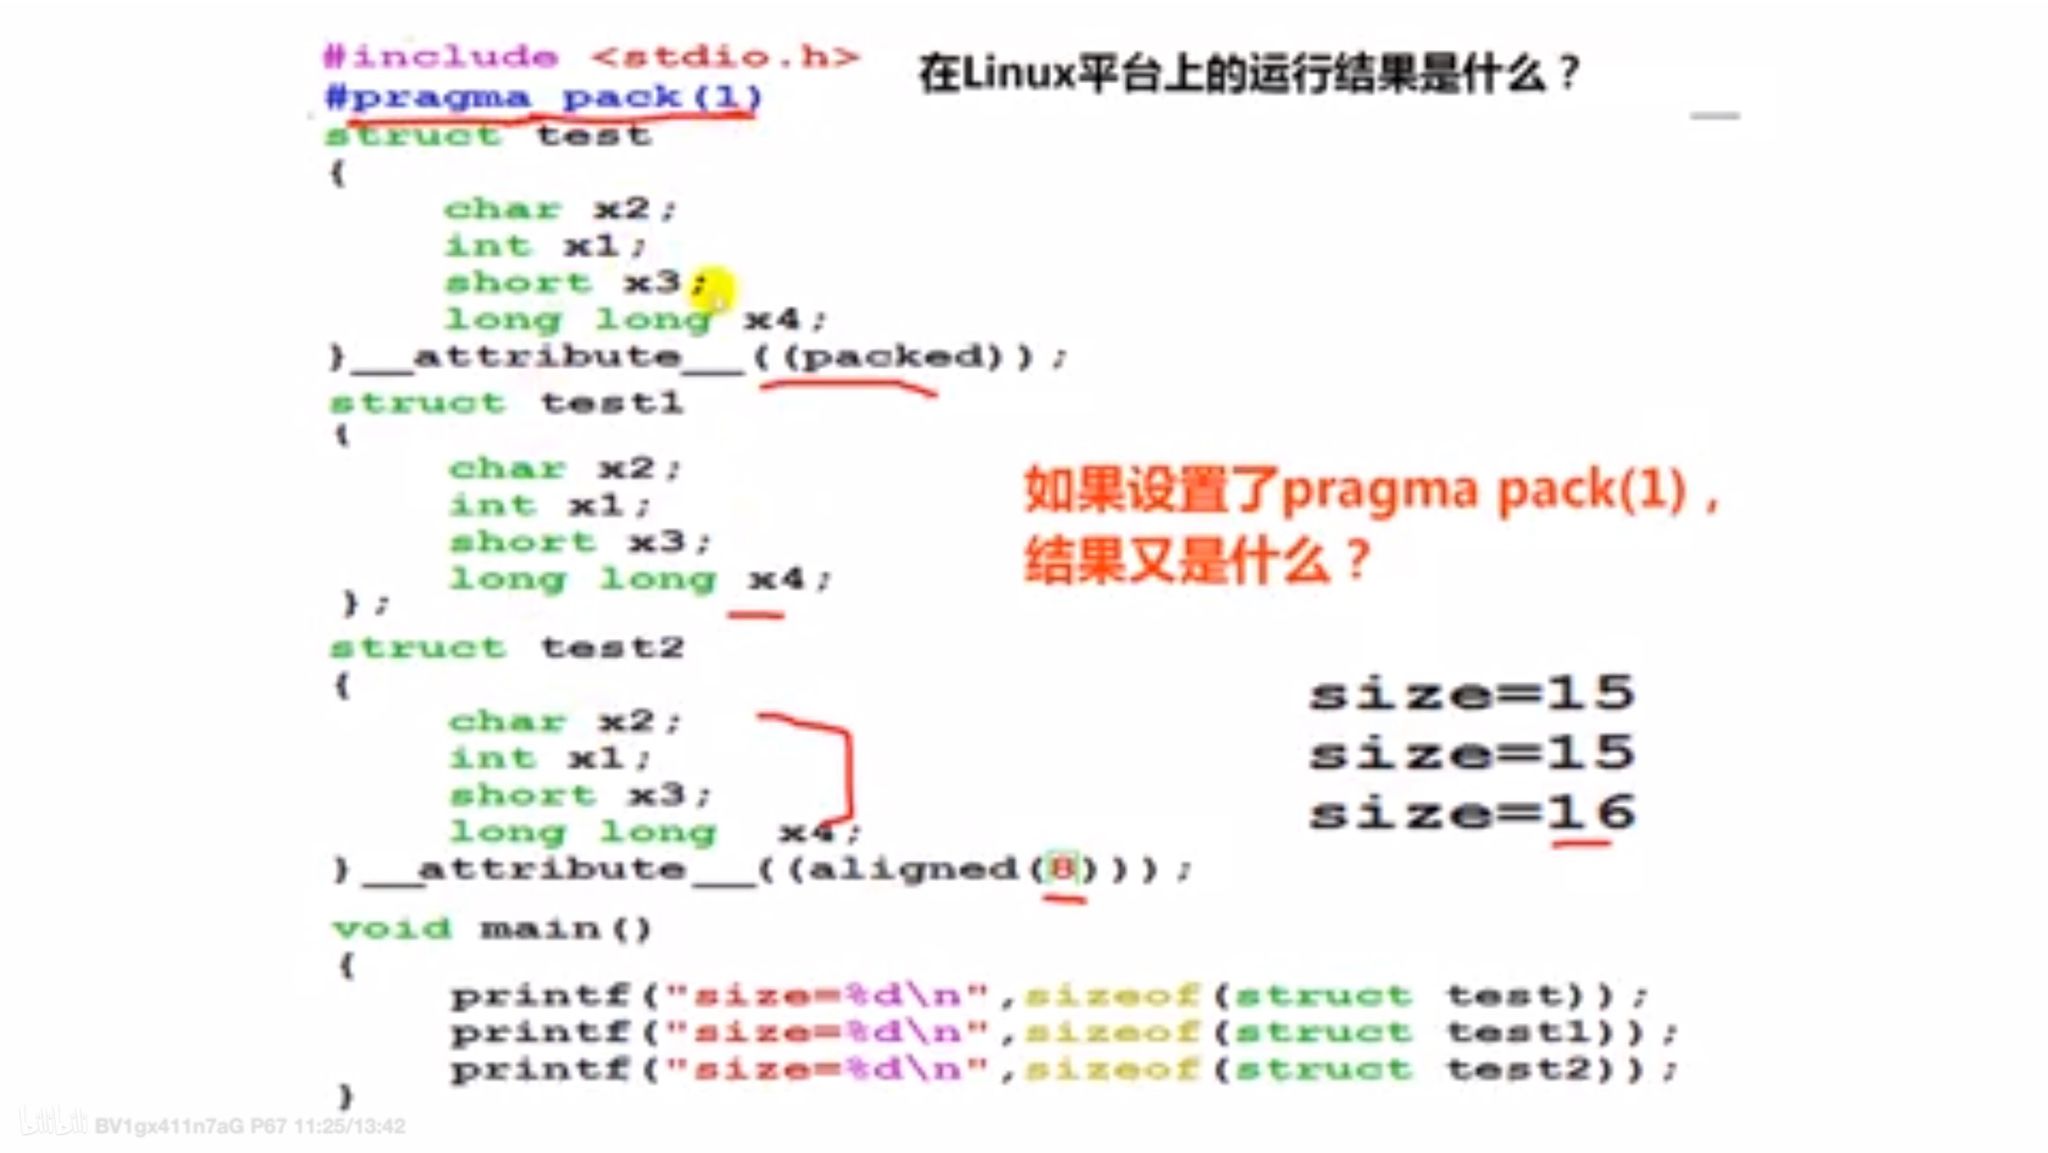 #include <stdio.h>
在Linux平台上的运行结果是什么？
#pragma pack(1)
struct test
{
char x2;
int x1;
short x3;
long long x4;
}__attribute__((packed));
struct test1
{
char x2;
int x1;
short x3;
long long x4;
};
如果设置了pragma pack(1)，
结果又是什么？
struct test2
{
char x2;
int x1;
short x3;
long long x4;
}__attribute__((aligned(8)));
size=15
size=15
size=16
void main()
{
printf("size=%d\n",sizeof(struct test));
printf("size=%d\n",sizeof(struct test1));
printf("size=%d\n",sizeof(struct test2));
}
bilibili BV1gx411n7aG P67 11:25/13:42